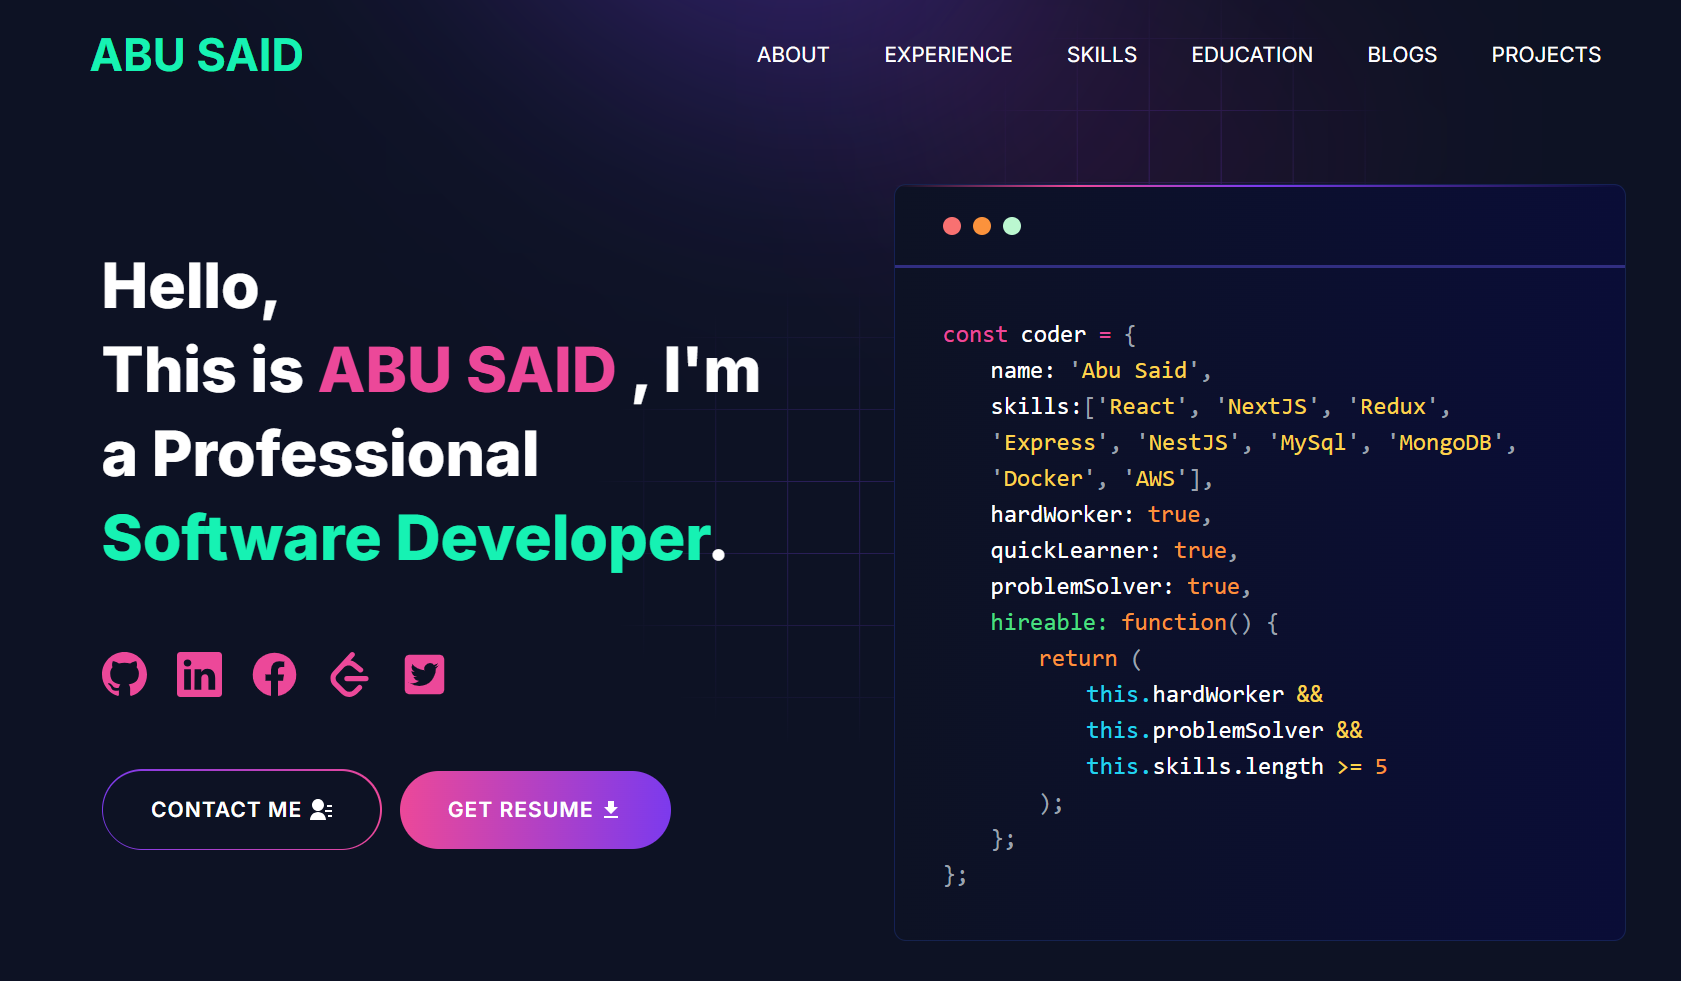 ABU SAID
ABOUT EXPERIENCE SKILLS EDUCATION BLOGS PROJECTS
Hello,
This is ABU SAID , I'm
a Professional
Software Developer.
CONTACT ME
GET RESUME
const coder = {
name: 'Abu Said',
skills:['React', 'NextJS', 'Redux',
'Express', 'NestJS', 'MySql', 'MongoDB',
'Docker', 'AWS'],
hardWorker: true,
quickLearner: true,
problemSolver: true,
hireable: function() {
return (
this.hardWorker &&
this.problemSolver &&
this.skills.length >= 5
);
};
};